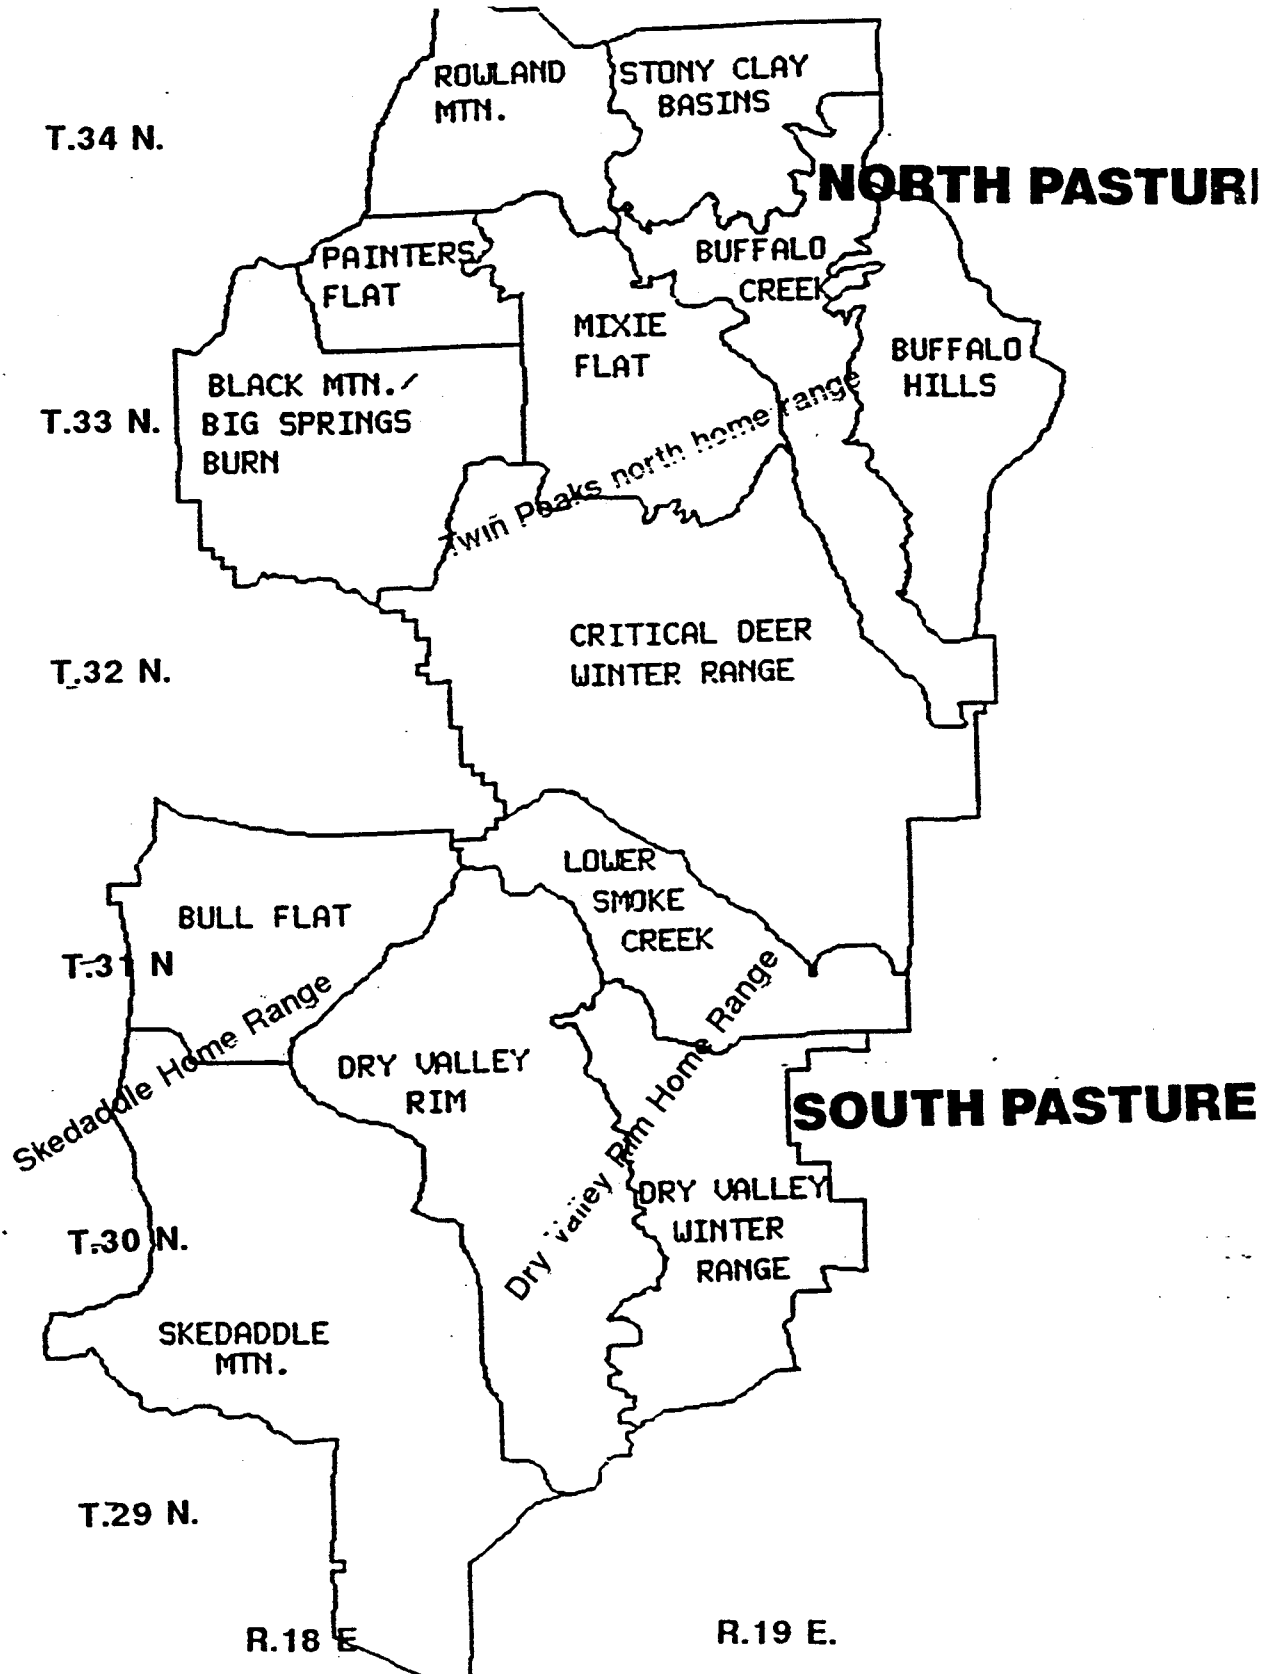 ROWLAND
MTN.
STONY CLAY
BASINS
T.34 N.
NORTH PASTUR
PAINTERS
FLAT
BUFFALO
CREEK
MIXIE
FLAT
BUFFALO
HILLS
BLACK MTN./
BIG SPRINGS
BURN
T.33 N.
Twin Peaks north home range
CRITICAL DEER
WINTER RANGE
T.32 N.
LOWER
SMOKE
CREEK
BULL FLAT
T.31 N
Skedaddle Home Range
DRY VALLEY
RIM
Dry Valley Rim Home Range
SOUTH PASTURE
DRY VALLEY
WINTER
RANGE
T.30 N.
SKEDADDLE
MTN.
T.29 N.
R.18 E
R.19 E.